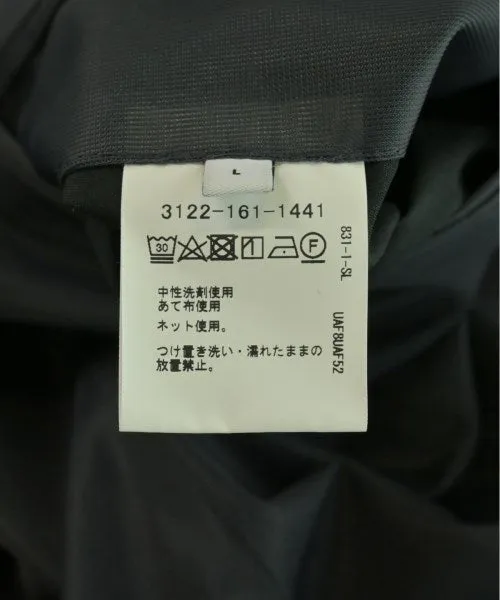 L
3122-161-1441
30
F
中性洗剤使用
あて布使用
ネット使用。
つけ置き洗い・濡れたままの
放置禁止。
831-1-SL
UAF8UAF52